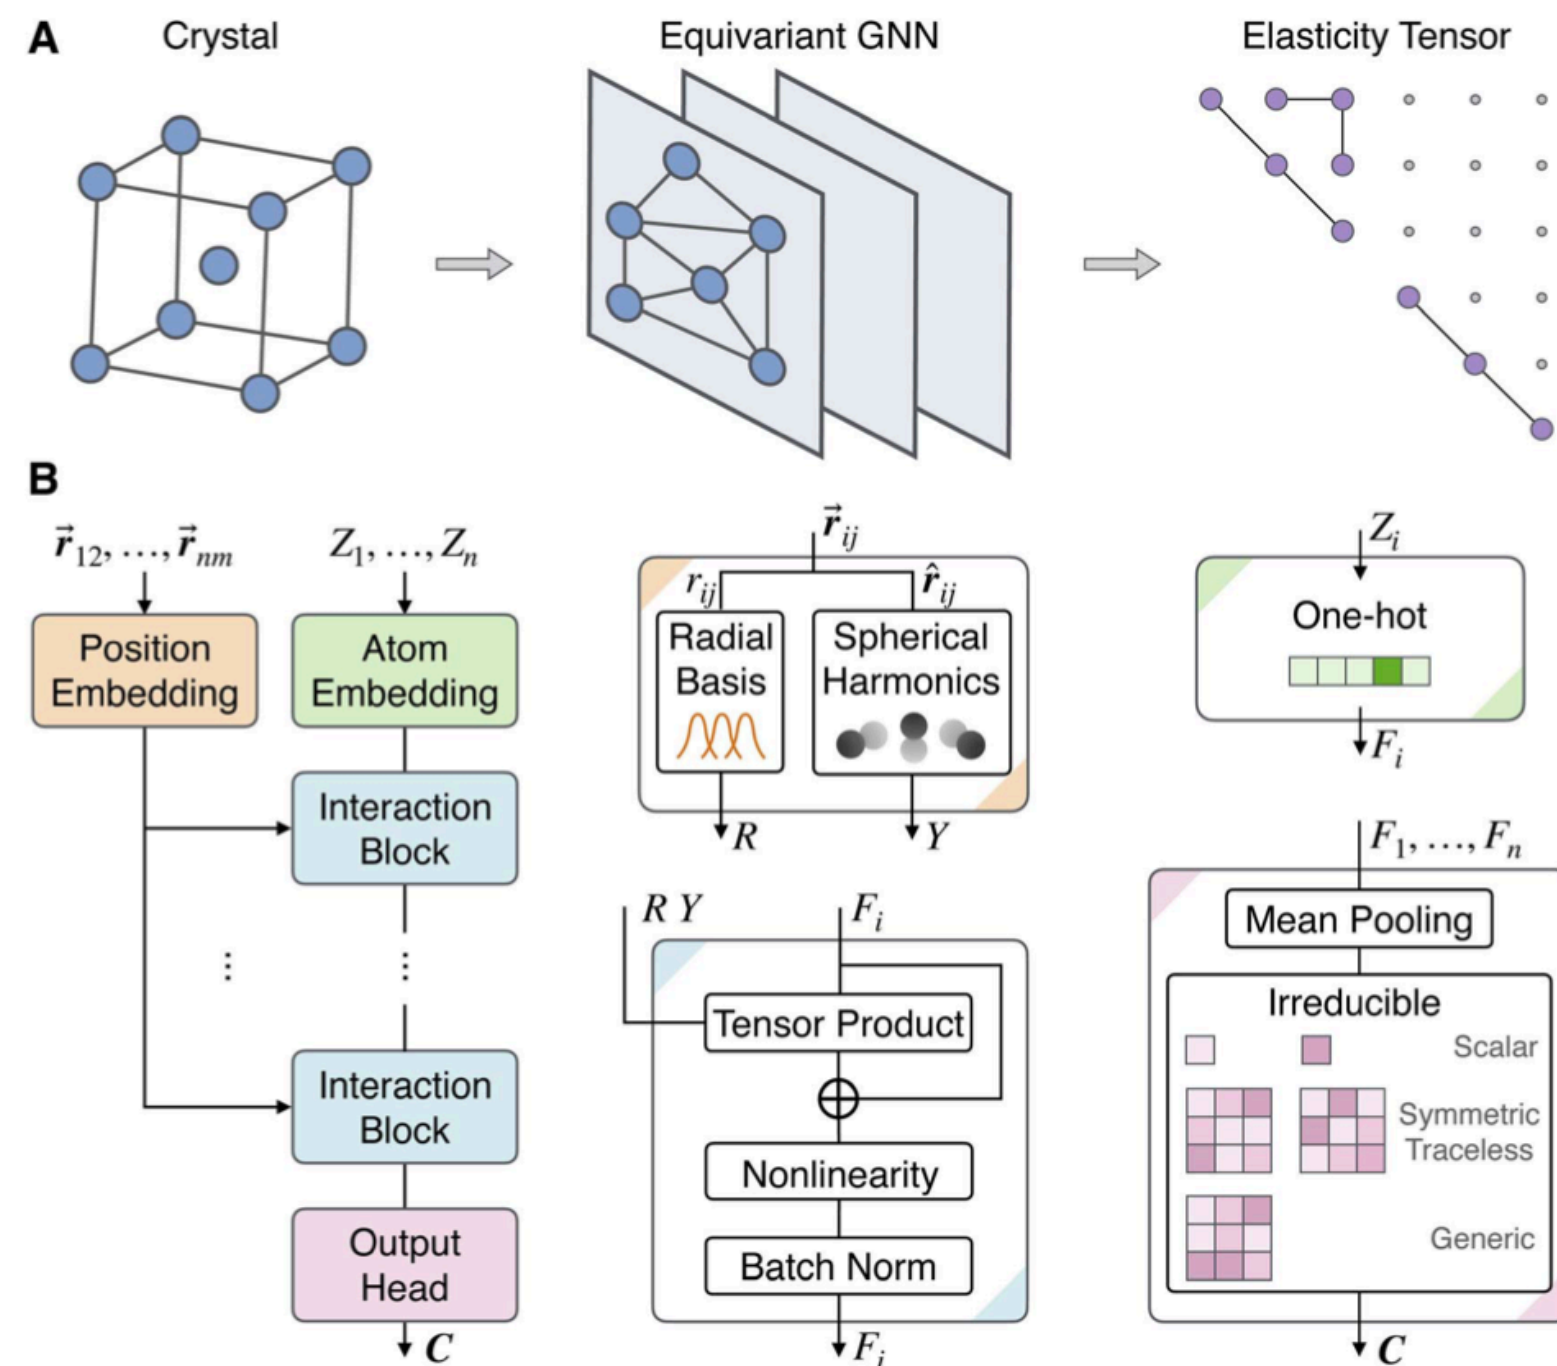 A
Crystal
Equivariant GNN
Elasticity Tensor
B
r⃗12, …, r⃗nm
Z1, …, Zn
Position
Embedding
Atom
Embedding
Interaction
Block
⋮
⋮
Interaction
Block
Output
Head
C
r⃗ij
rij
r̂ij
Radial
Basis
Spherical
Harmonics
R
Y
R Y
Fi
Tensor Product
Nonlinearity
Batch Norm
Fi
Zi
One-hot
Fi
F1, …, Fn
Mean Pooling
Irreducible
Scalar
Symmetric
Traceless
Generic
C